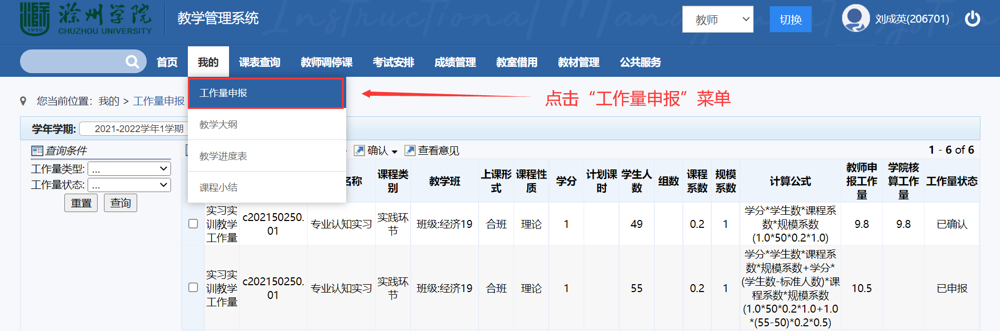 滁州学院
CHUZHOU UNIVERSITY
1950
教学管理系统
教师
切换
刘成英(206701)
首页 我的 课表查询 教师调停课 考试安排 成绩管理 教室借用 教材管理 公共服务
工作量申报
教学大纲
教学进度表
课程小结
点击“工作量申报”菜单
您当前位置：我的 > 工作量申报
学年学期: 2021-2022学年1学期
查询条件
工作量类型: ...
工作量状态: ...
重置 查询
确认 查看意见
1 - 6 of 6
名称 课程类别 教学班 上课形式 课程性质 学分 计划课时 学生人数 组数 课程系数 规模系数 计算公式 教师申报工作量 学院核算工作量 工作量状态
实习实训教学工作量 c202150250.01 专业认知实习 实践环节 班级:经济19 合班 理论 1 49 0.2 1 学分*学生数*课程系数*规模系数(1.0*50*0.2*1.0) 9.8 9.8 已确认
实习实训教学工作量 c202150250.01 专业认知实习 实践环节 班级:经济19 合班 理论 1 55 0.2 1 学分*学生数*课程系数*规模系数+学分*(学生数-标准人数)*课程系数*规模系数(1.0*50*0.2*1.0+1.0*(55-50)*0.2*0.5) 10.5 已申报